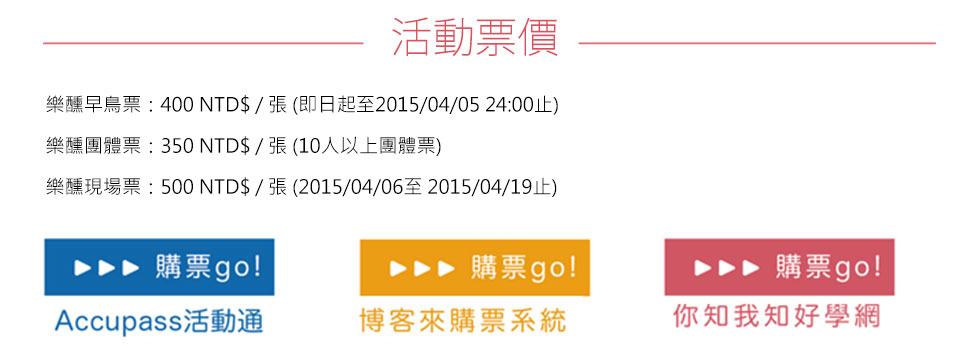 活動票價
樂醺早鳥票：400 NTD$ / 張 (即日起至2015/04/05 24:00止)
樂醺團體票：350 NTD$ / 張 (10人以上團體票)
樂醺現場票：500 NTD$ / 張 (2015/04/06至 2015/04/19止)
▶▶▶ 購票go!
▶▶▶ 購票go!
▶▶▶ 購票go!
Accupass活動通
博客來購票系統
你知我知好學網